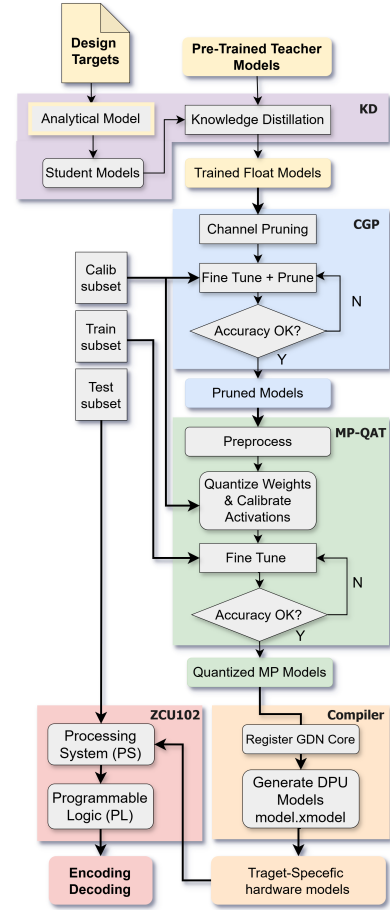 Design
Targets
Pre-Trained Teacher
Models
KD
Analytical Model
Knowledge Distillation
Student Models
Trained Float Models
CGP
Channel Pruning
Calib
subset
Fine Tune + Prune
N
Train
subset
Accuracy OK?
Y
Test
subset
Pruned Models
MP-QAT
Preprocess
Quantize Weights
& Calibrate
Activations
Fine Tune
N
Accuracy OK?
Y
Quantized MP Models
ZCU102
Compiler
Processing
System (PS)
Register GDN Core
Programmable
Logic (PL)
Generate DPU
Models
model.xmodel
Encoding
Decoding
Traget-Specefic
hardware models